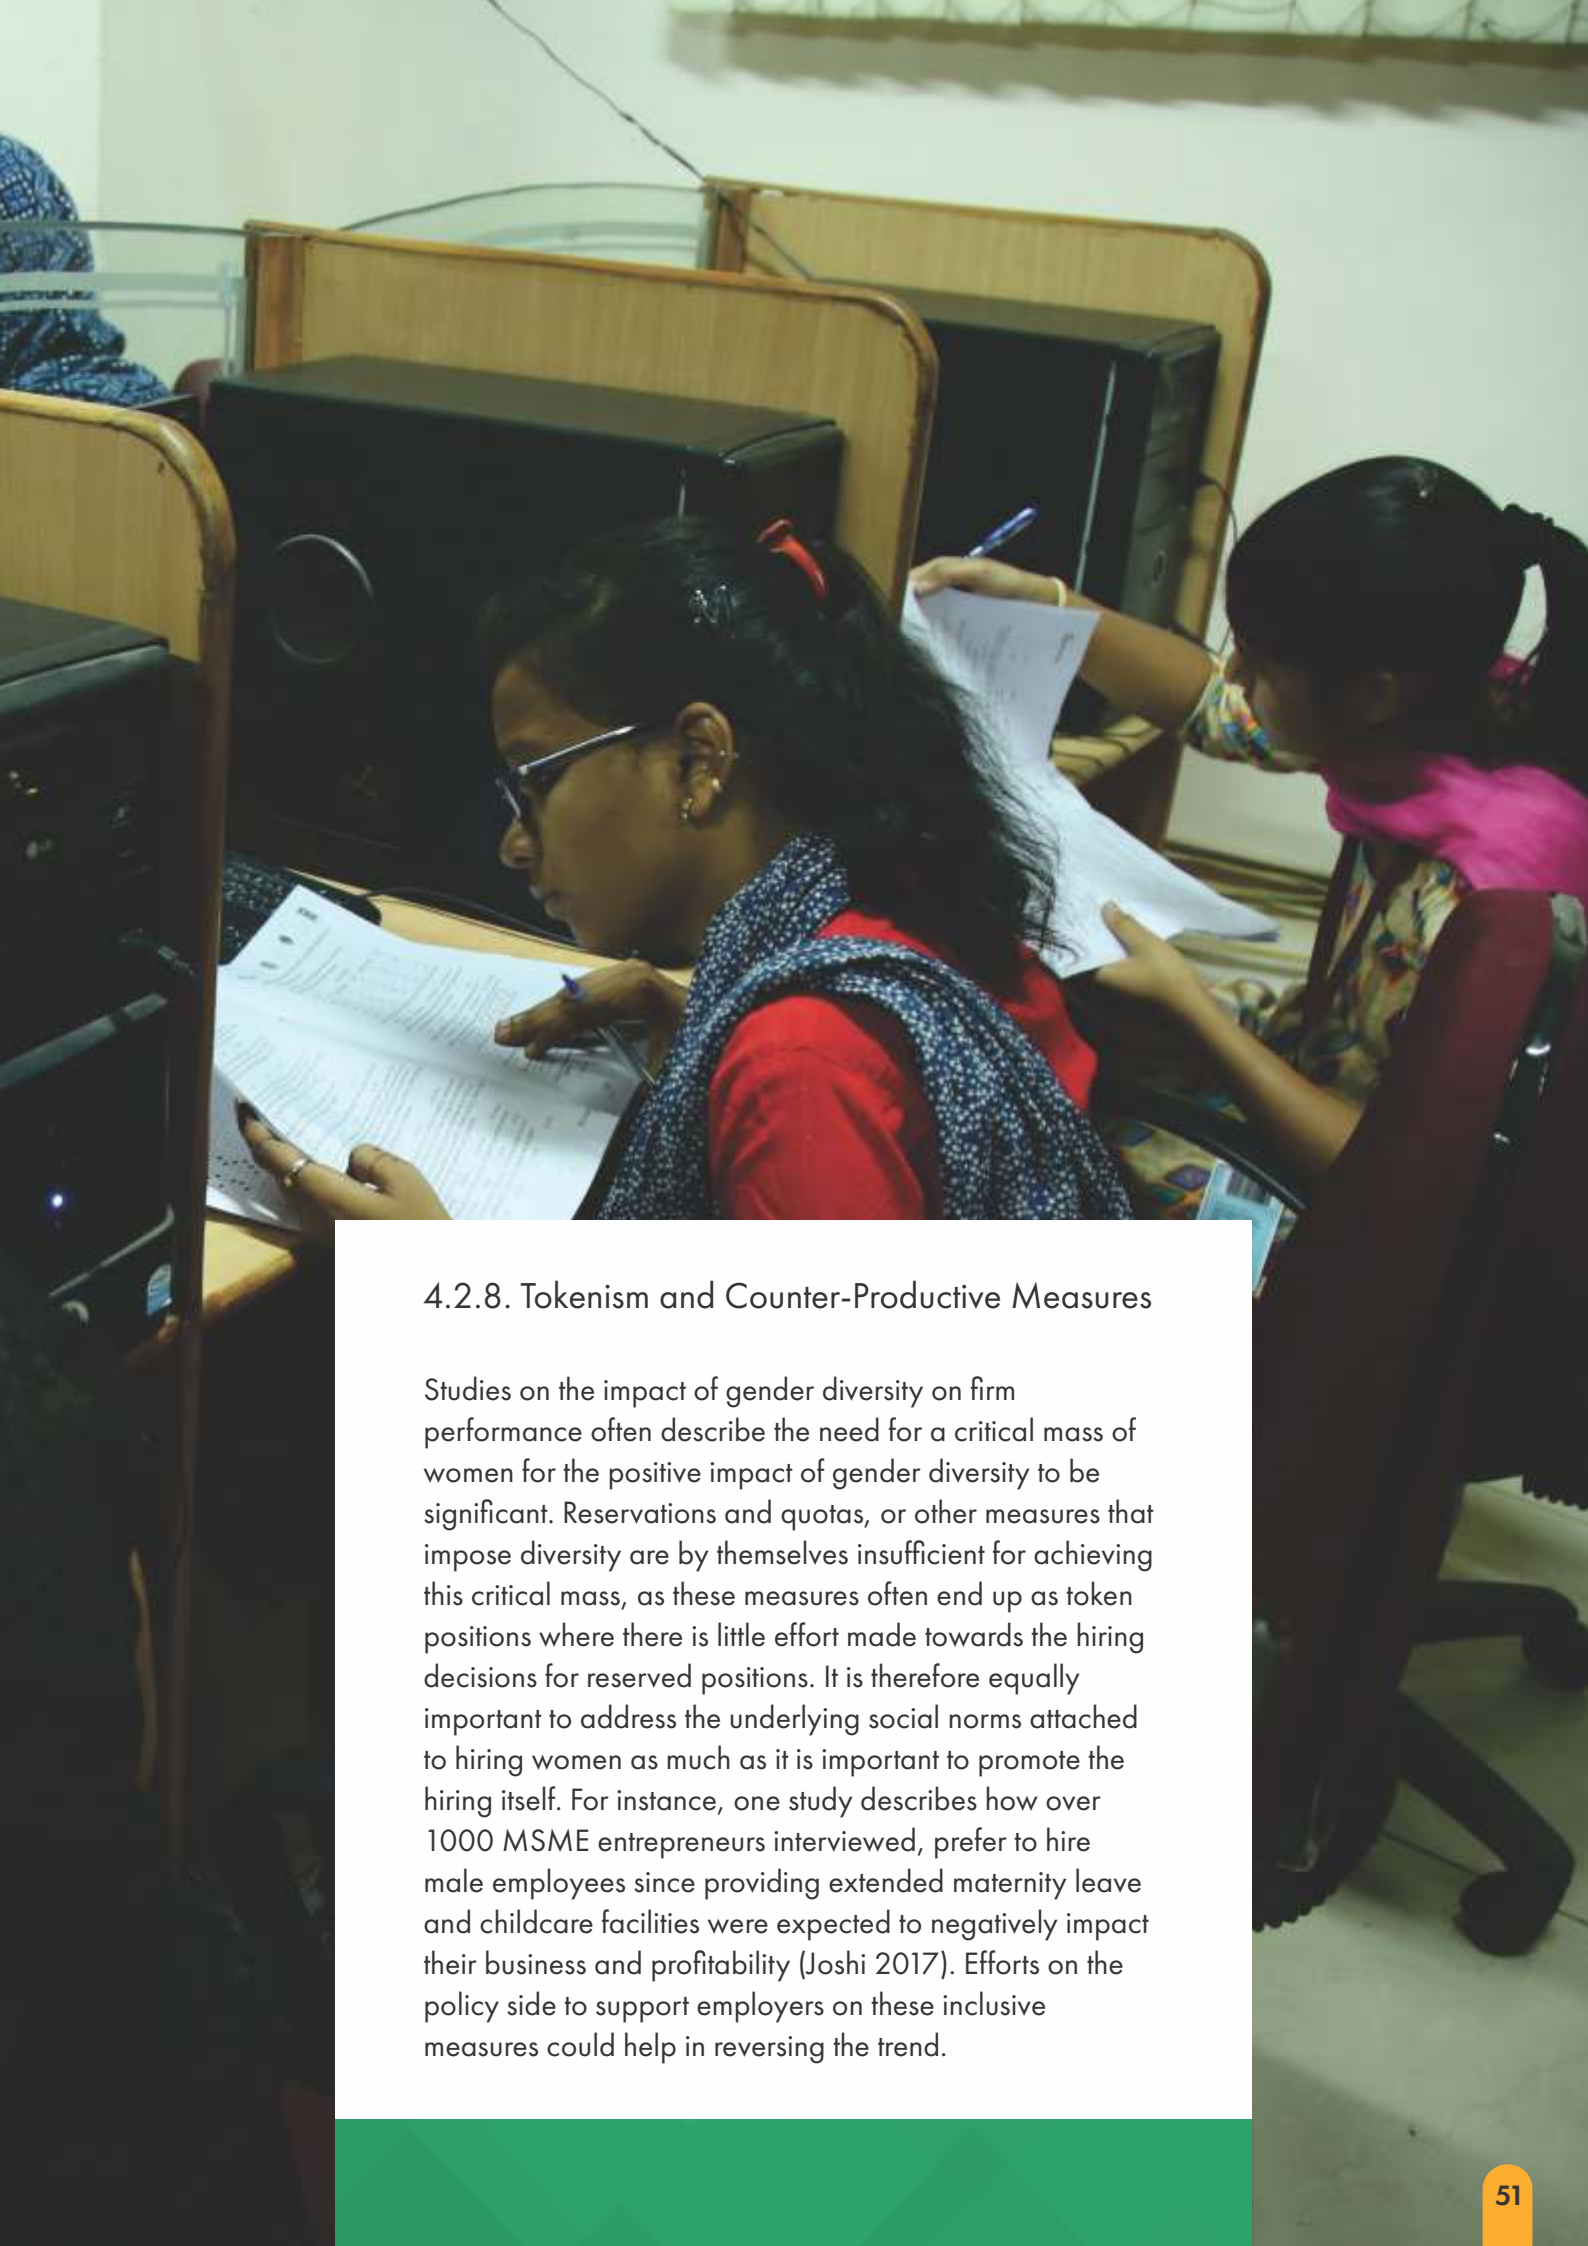 4.2.8. Tokenism and Counter-Productive Measures
Studies on the impact of gender diversity on firm
performance often describe the need for a critical mass of
women for the positive impact of gender diversity to be
significant. Reservations and quotas, or other measures that
impose diversity are by themselves insufficient for achieving
this critical mass, as these measures often end up as token
positions where there is little effort made towards the hiring
decisions for reserved positions. It is therefore equally
important to address the underlying social norms attached
to hiring women as much as it is important to promote the
hiring itself. For instance, one study describes how over
1000 MSME entrepreneurs interviewed, prefer to hire
male employees since providing extended maternity leave
and childcare facilities were expected to negatively impact
their business and profitability (Joshi 2017). Efforts on the
policy side to support employers on these inclusive
measures could help in reversing the trend.
51